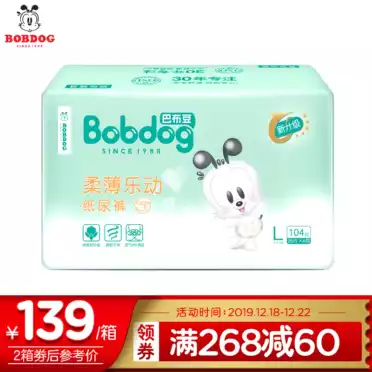 BOBDOG
SINCE 1988
BOBDOG
30年专注
巴布豆
Bobdog
SINCE 1988
新升级
柔薄乐动
纸尿裤
L
104片
¥139/箱
2箱券后参考价
领券
活动时间:2019.12.18-12.22
满268减60